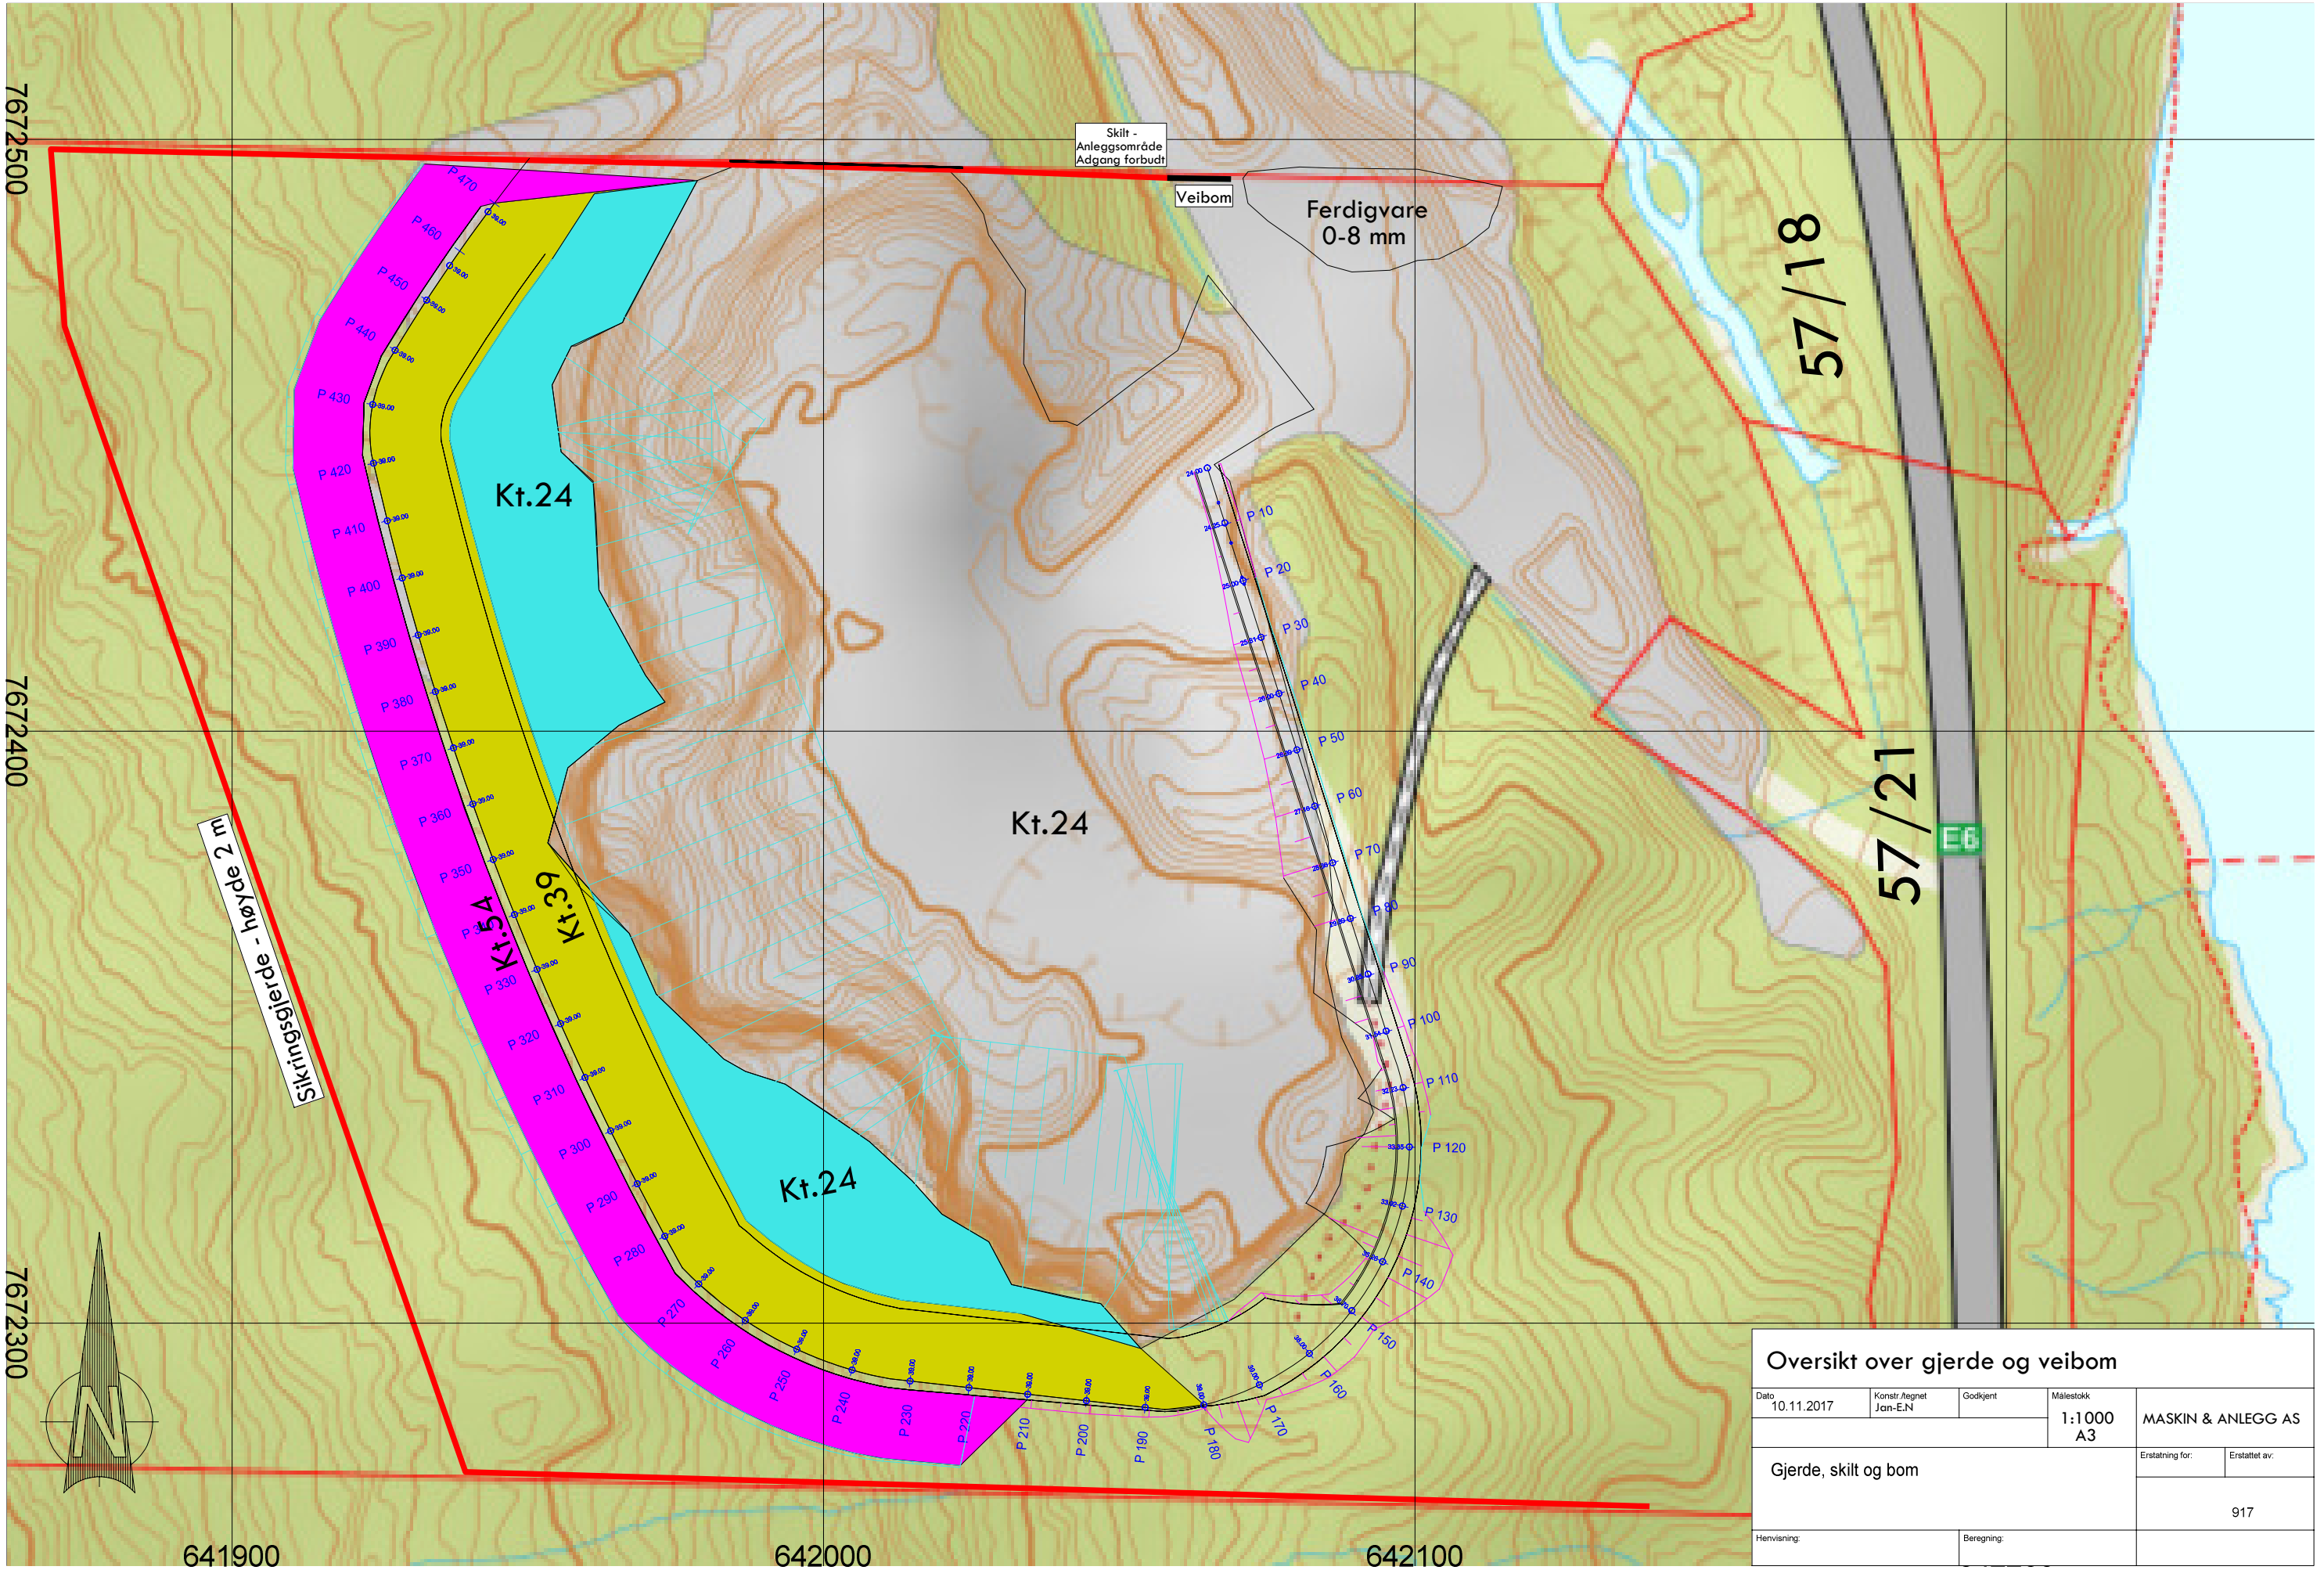 7672500
7672400
7672300
641900
642000
642100
Skilt -
Anleggsområde
Adgang forbudt
Veibom
Ferdigvare
0-8 mm
57 /18
57 /21
E6
Kt.24
Kt.24
Kt.24
Kt.54
Kt.39
Sikringsgjerde - høyde 2 m
P 470
P 460
P 450
P 440
P 430
P 420
P 410
P 400
P 390
P 380
P 370
P 360
P 350
P 330
P 320
P 310
P 300
P 290
P 280
P 270
P 260
P 250
P 240
P 230
P 220
P 210
P 200
P 190
P 180
P 170
P 160
P 150
P 140
P 130
P 120
P 110
P 100
P 90
P 80
P 70
P 60
P 50
P 40
P 30
P 20
P 10
24.00
39.00
N
Oversikt over gjerde og veibom
Dato
10.11.2017
Konstr./tegnet
Jan-E.N
Godkjent
Målestokk
1:1000
A3
MASKIN & ANLEGG AS
Gjerde, skilt og bom
Erstatning for:
Erstattet av:
917
Henvisning:
Beregning: